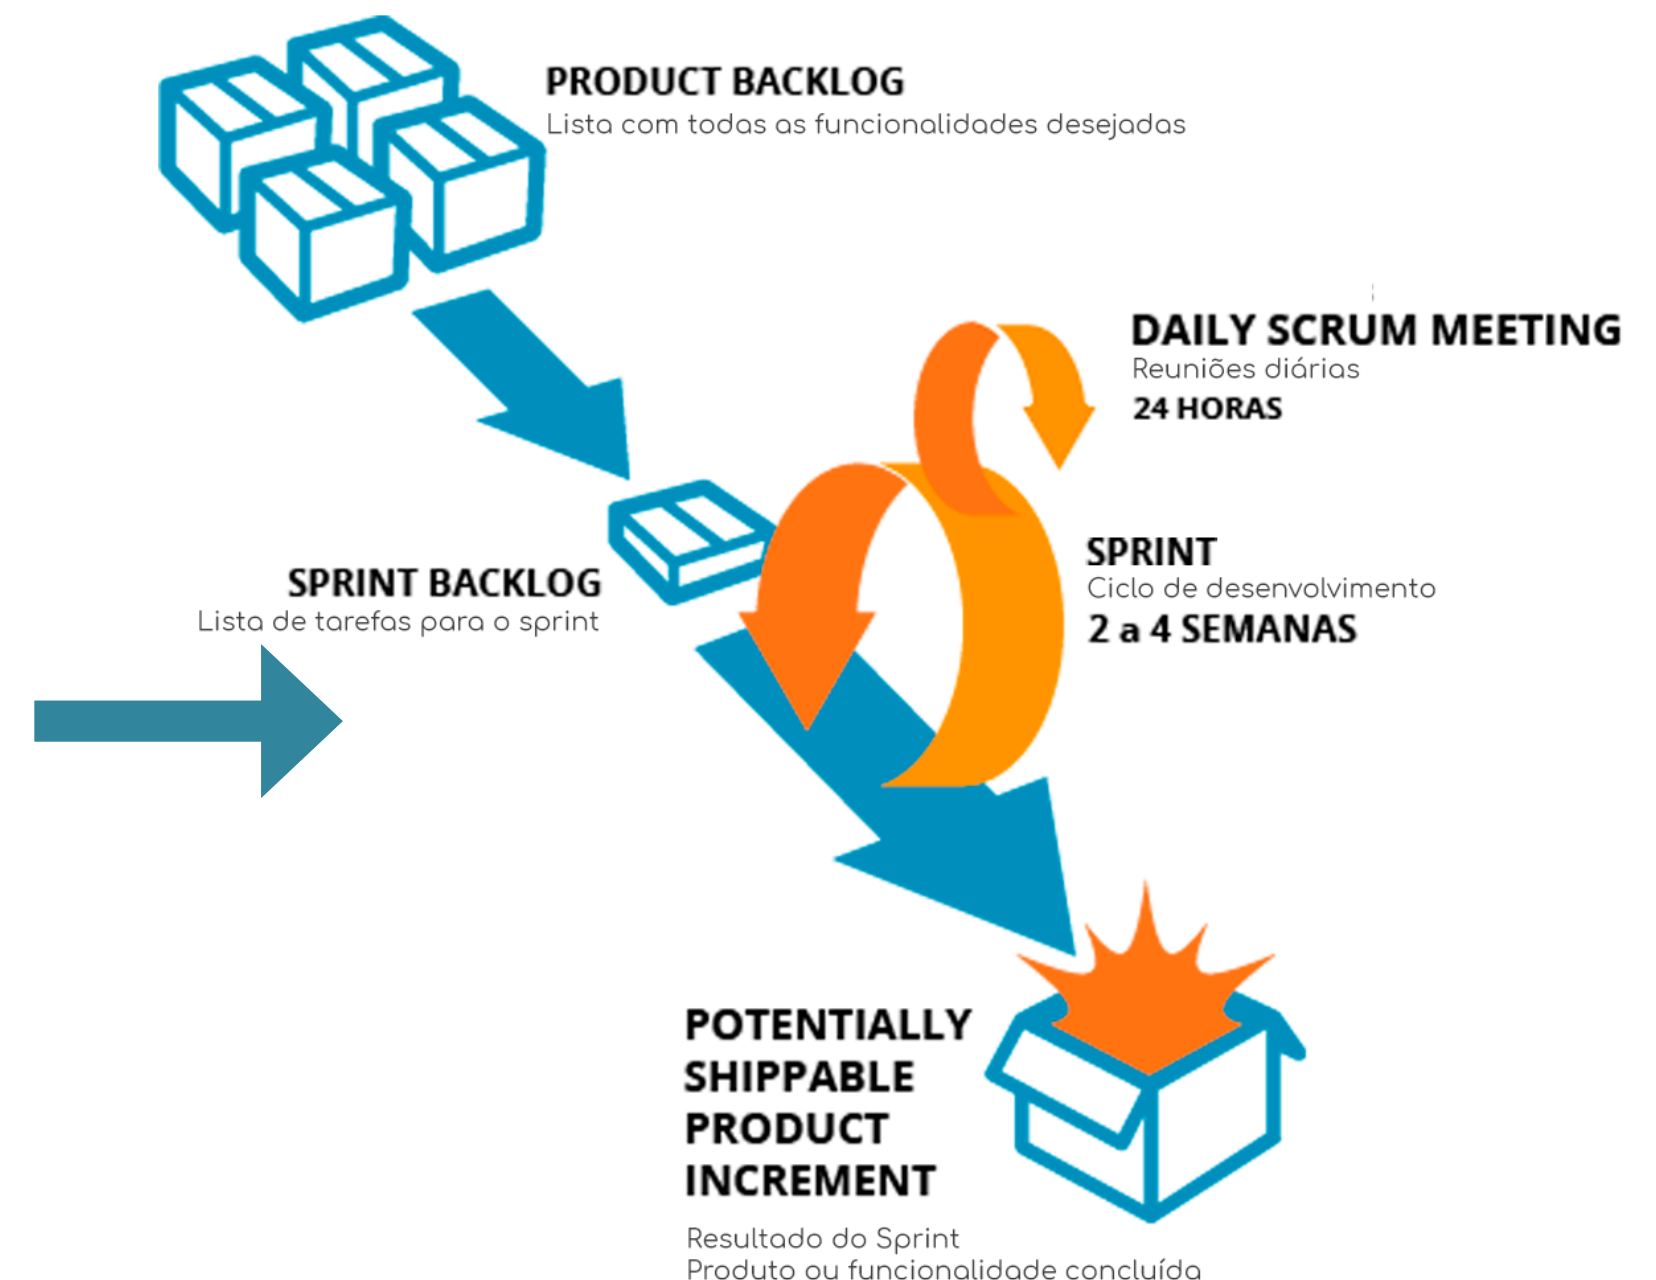 PRODUCT BACKLOG
Lista com todas as funcionalidades desejadas
DAILY SCRUM MEETING
Reuniões diárias
24 HORAS
SPRINT
Ciclo de desenvolvimento
2 a 4 SEMANAS
SPRINT BACKLOG
Lista de tarefas para o sprint
POTENTIALLY
SHIPPABLE
PRODUCT
INCREMENT
Resultado do Sprint
Produto ou funcionalidade concluída